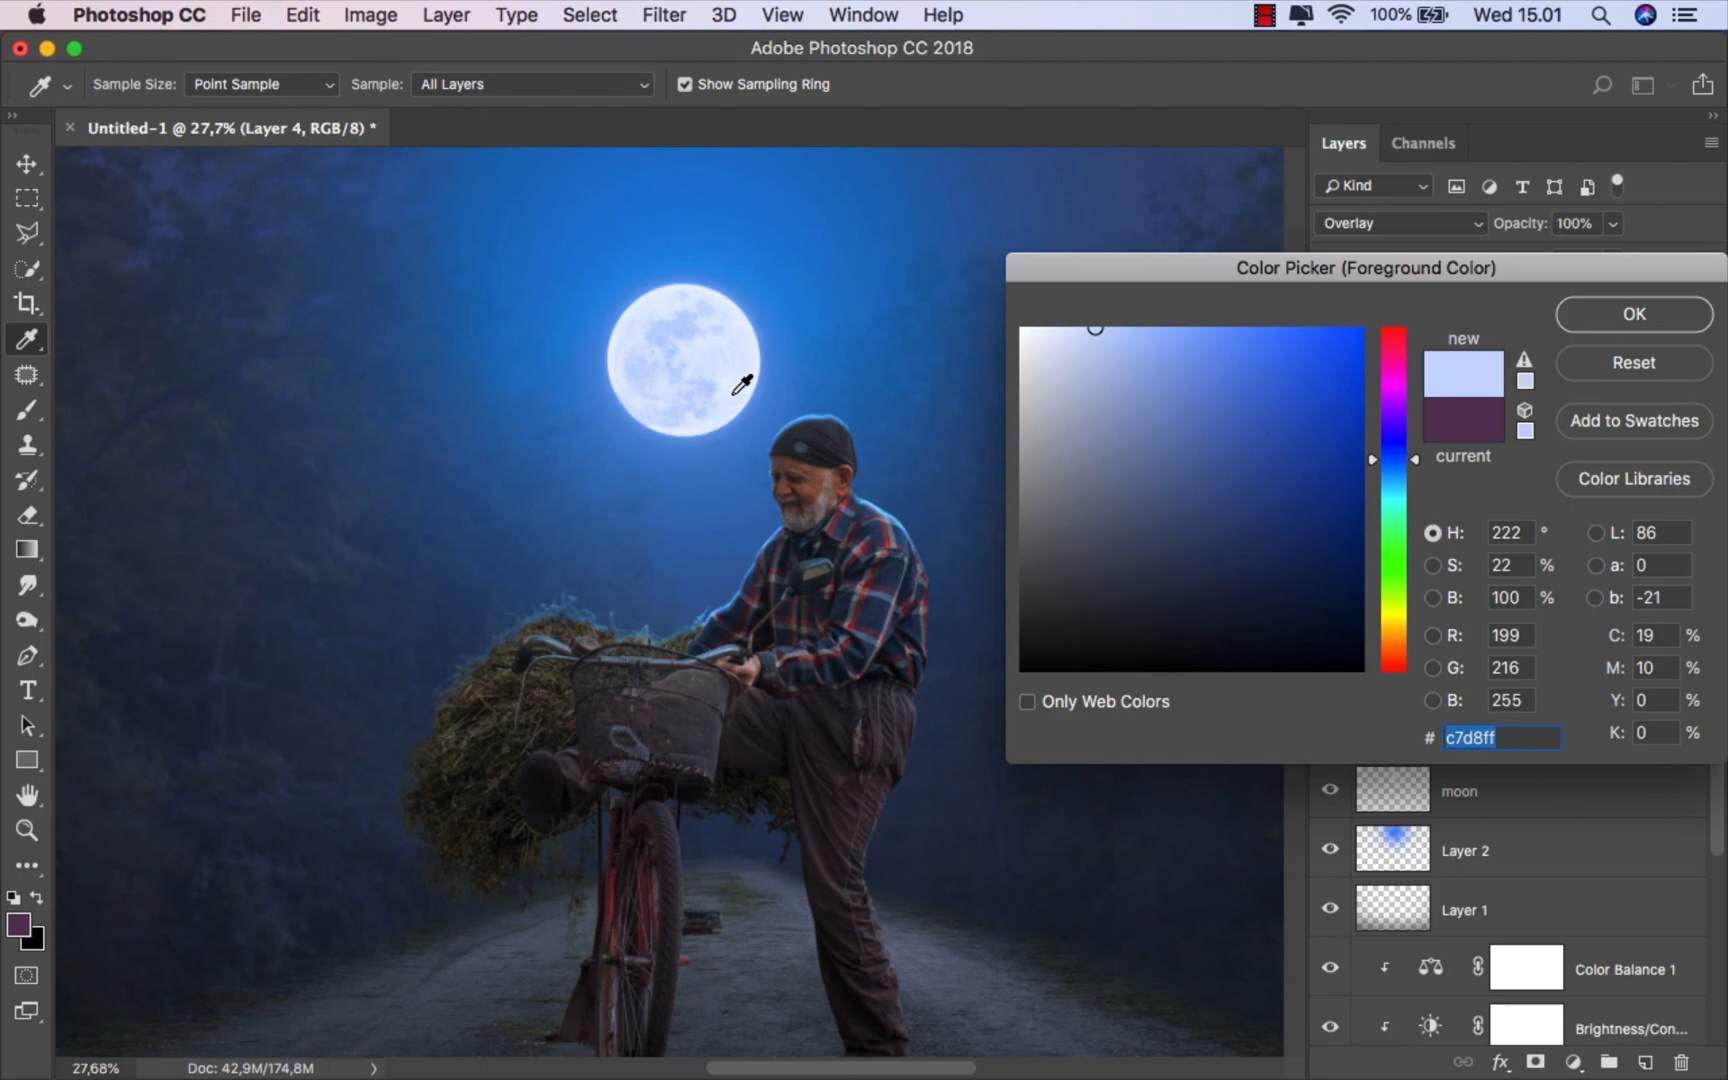 Photoshop CC File Edit Image Layer Type Select Filter 3D View Window Help 100% Wed 15.01
Adobe Photoshop CC 2018
Sample Size: Point Sample Sample: All Layers Show Sampling Ring
Untitled-1 @ 27,7% (Layer 4, RGB/8) *
Layers Channels
Kind
Overlay Opacity: 100%
Color Picker (Foreground Color)
new
current
OK
Reset
Add to Swatches
Color Libraries
H: 222 ° L: 86
S: 22 % a: 0
B: 100 % b: -21
R: 199 C: 19 %
G: 216 M: 10 %
B: 255 Y: 0 %
# c7d8ff K: 0 %
Only Web Colors
moon
Layer 2
Layer 1
Color Balance 1
Brightness/Con...
27,68% Doc: 42,9M/174,8M